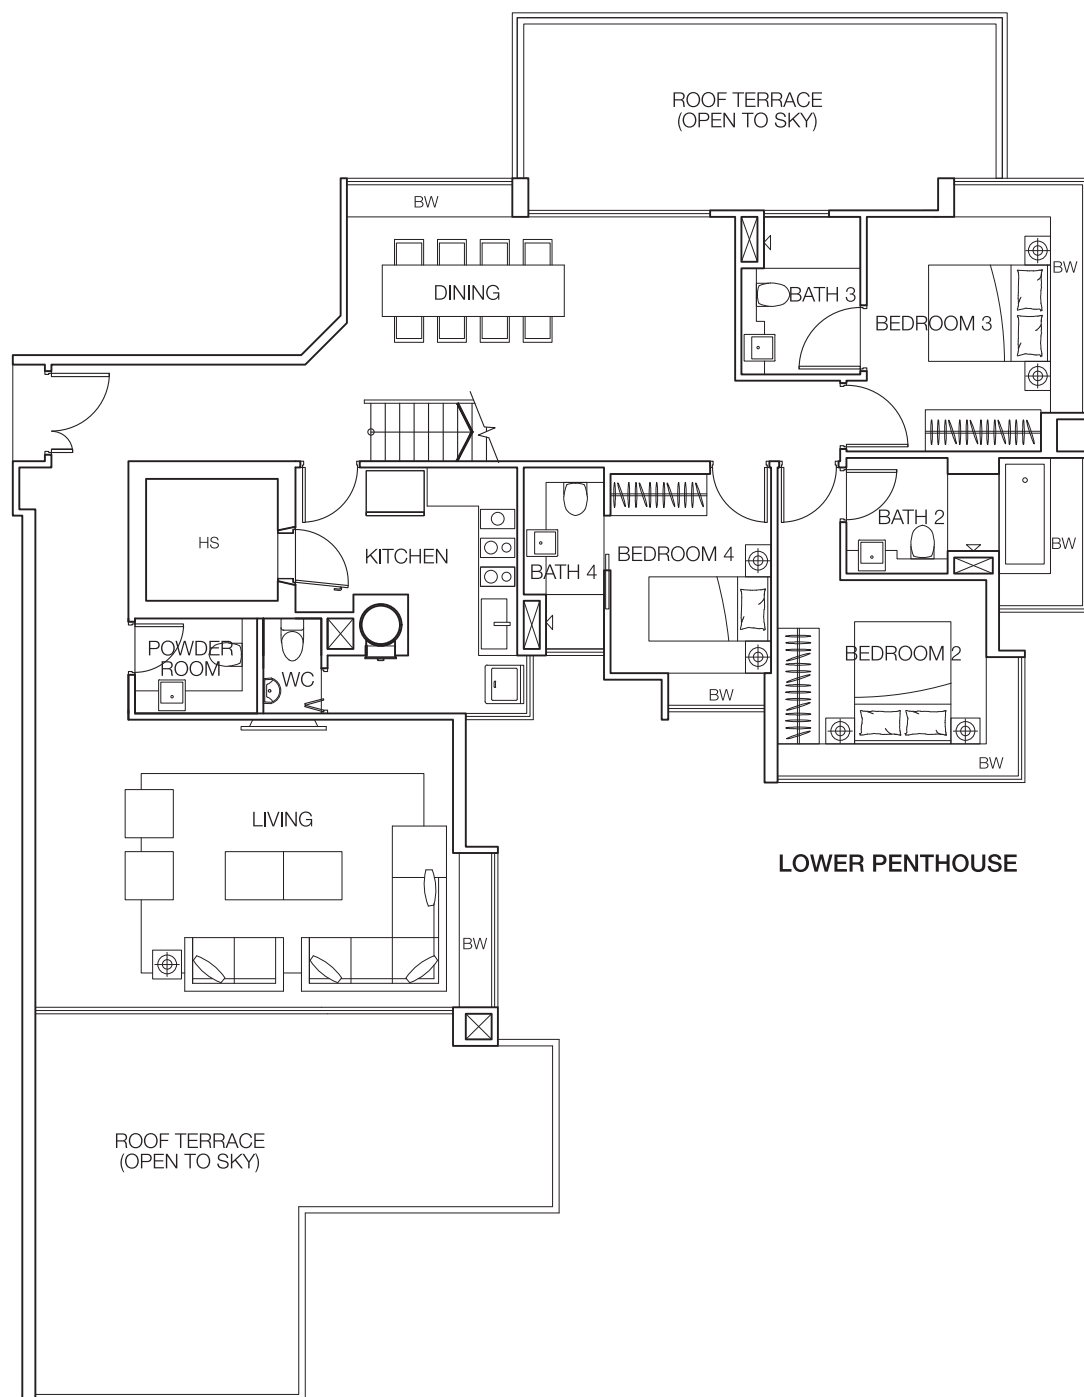 ROOF TERRACE
(OPEN TO SKY)
BW
BW
DINING
BATH 3
BEDROOM 3
BATH 2
HS
KITCHEN
BATH 4
BEDROOM 4
BW
POWDER
ROOM
WC
BEDROOM 2
BW
BW
LIVING
LOWER PENTHOUSE
BW
ROOF TERRACE
(OPEN TO SKY)